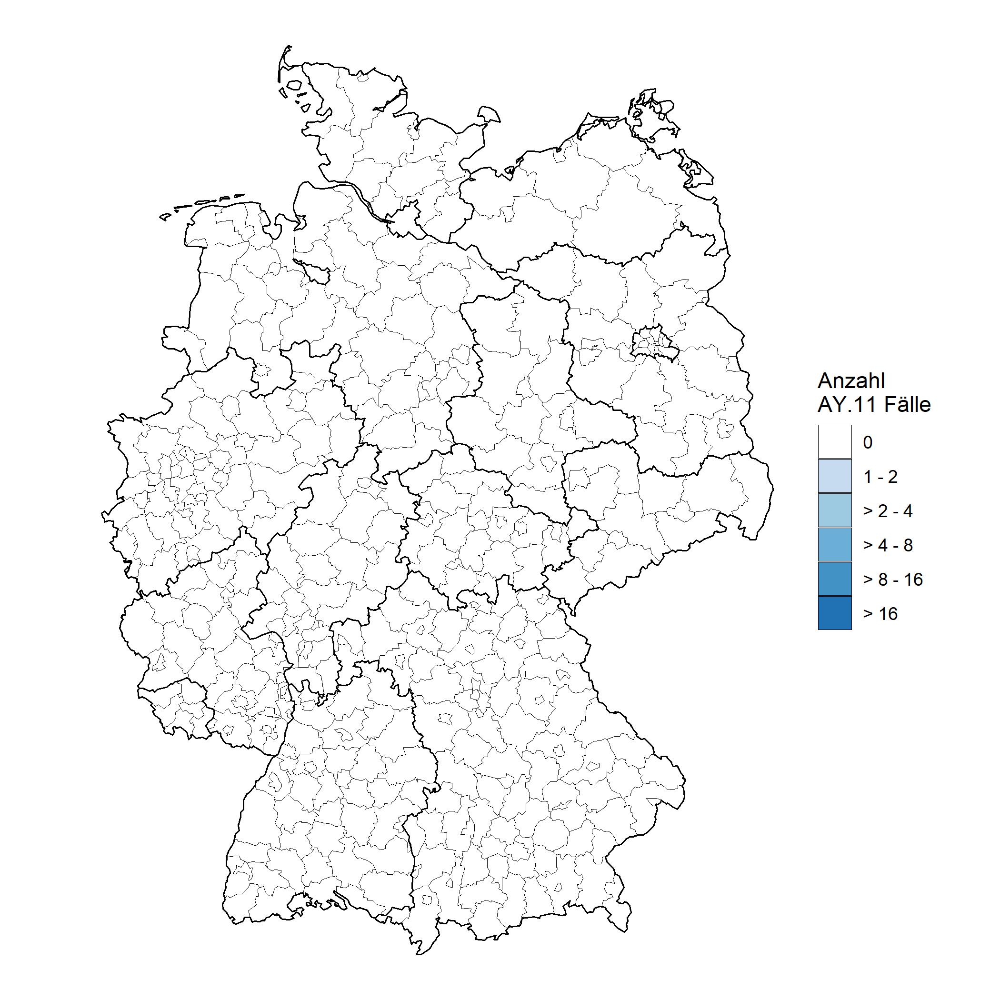 Anzahl
AY.11 Fälle
0
1 - 2
> 2 - 4
> 4 - 8
> 8 - 16
> 16